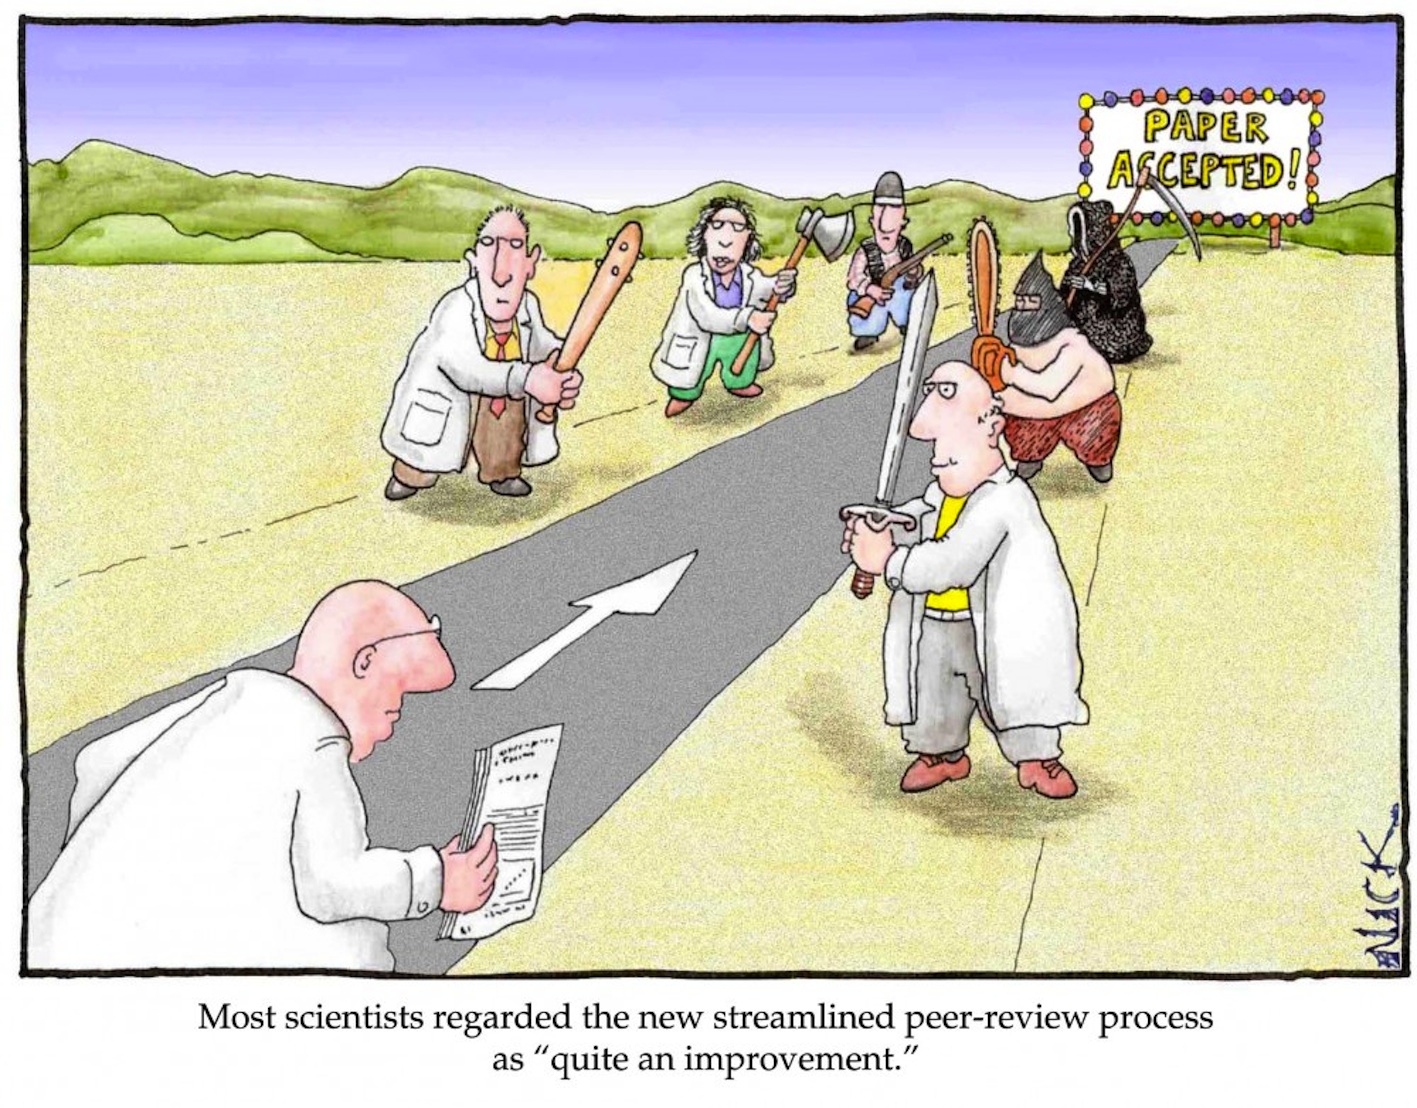 PAPER
ACCEPTED!
NICK
Most scientists regarded the new streamlined peer-review process
as “quite an improvement.”